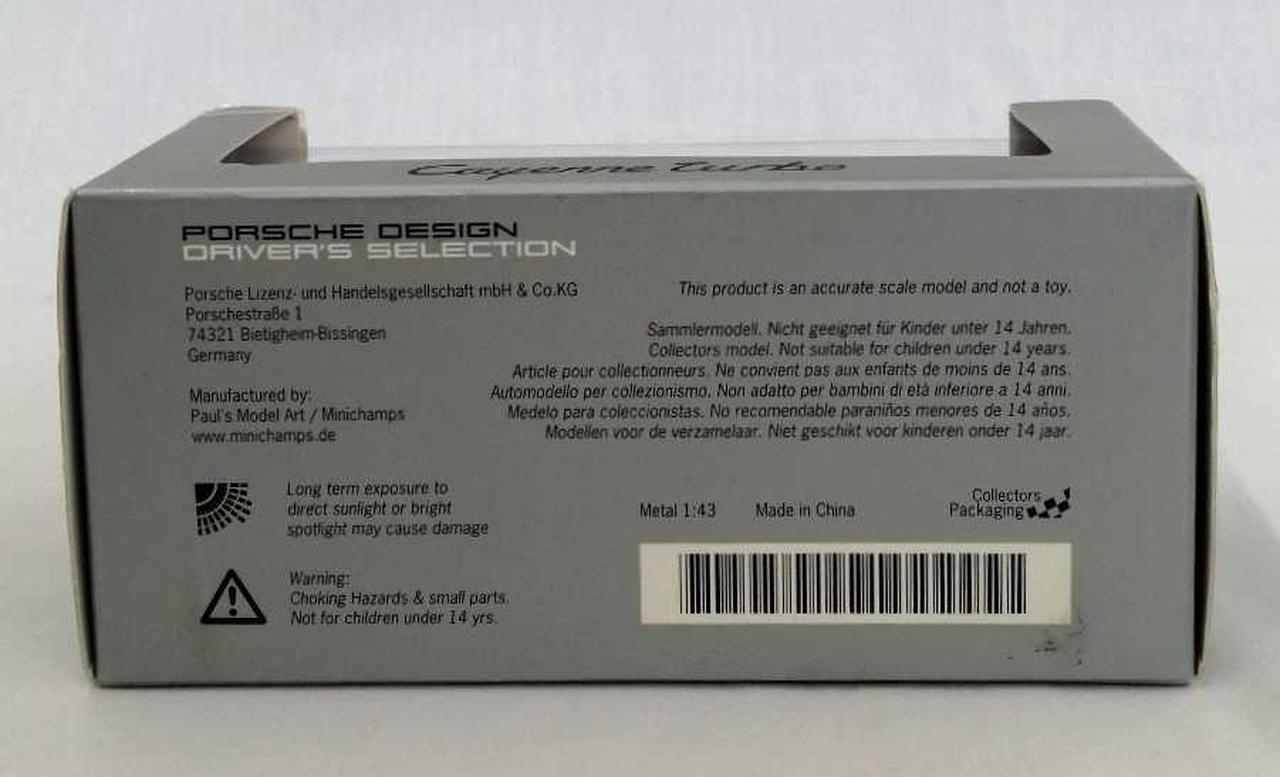 Cayenne turbo
PORSCHE DESIGN
DRIVER'S SELECTION
Porsche Lizenz- und Handelsgesellschaft mbH & Co.KG
Porschestraße 1
74321 Bietigheim-Bissingen
Germany
Manufactured by:
Paul's Model Art / Minichamps
www.minichamps.de
This product is an accurate scale model and not a toy.
Sammlermodell. Nicht geeignet für Kinder unter 14 Jahren.
Collectors model. Not suitable for children under 14 years.
Article pour collectionneurs. Ne convient pas aux enfants de moins de 14 ans.
Automodello per collezionismo. Non adatto per bambini di età inferiore a 14 anni.
Medelo para coleccionistas. No recomendable paraniños menores de 14 años.
Modellen voor de verzamelaar. Niet geschikt voor kinderen onder 14 jaar.
Long term exposure to
direct sunlight or bright
spotlight may cause damage
Warning:
Choking Hazards & small parts.
Not for children under 14 yrs.
Metal 1:43 Made in China
Collectors
Packaging